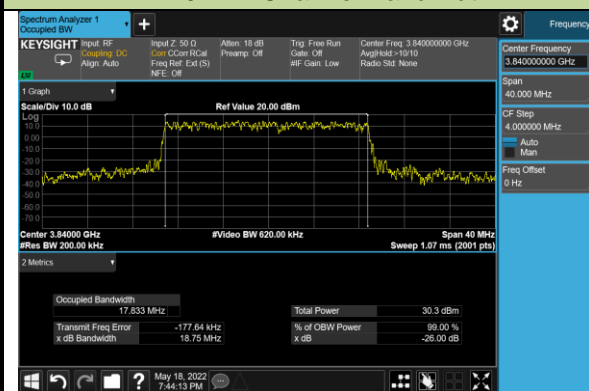 Spectrum Analyzer 1
Occupied BW
Frequency
KEYSIGHT
Input: RF
Coupling: DC
Align: Auto
Input Z: 50 Ω
Corr CCorr RCal
Freq Ref: Ext (S)
NFE: Off
Atten: 18 dB
Preamp: Off
Trig: Free Run
Gate: Off
#IF Gain: Low
Center Freq: 3.840000000 GHz
Avg|Hold:>10/10
Radio Std: None
Center Frequency
3.840000000 GHz
Span
40.000 MHz
CF Step
4.000000 MHz
Auto
Man
Freq Offset
0 Hz
1 Graph
Scale/Div 10.0 dB
Ref Value 20.00 dBm
Log
10.0
0.00
-10.0
-20.0
-30.0
-40.0
-50.0
-60.0
-70.0
Center 3.84000 GHz
#Video BW 620.00 kHz
Span 40 MHz
#Res BW 200.00 kHz
Sweep 1.07 ms (2001 pts)
2 Metrics
Occupied Bandwidth
17.833 MHz
Total Power
30.3 dBm
Transmit Freq Error
-177.64 kHz
% of OBW Power
99.00 %
x dB Bandwidth
18.75 MHz
x dB
-26.00 dB
May 18, 2022
7:44:13 PM